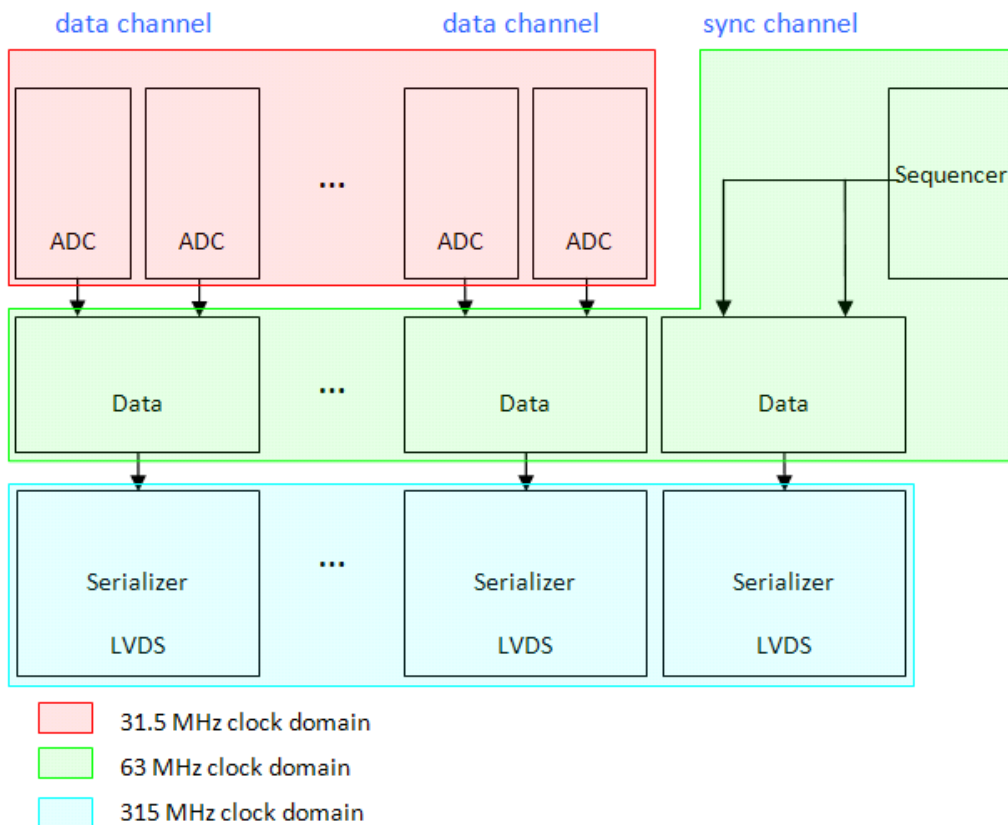 data channel data channel sync channel
Sequencer
... 
ADC ADC ADC ADC
...
Data Data Data
...
Serializer Serializer Serializer
LVDS LVDS LVDS
31.5 MHz clock domain
63 MHz clock domain
315 MHz clock domain